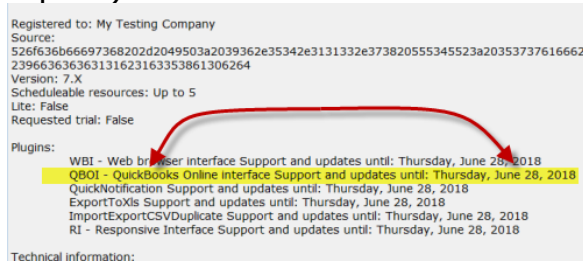 Registered to: My Testing Company
Source:
526f636b66697368202d2049503a2039362e35342e3131332e373820555345523a20353737616662
23966636363631316231633538613062​64
Version: 7.X
Scheduleable resources: Up to 5
Lite: False
Requested trial: False
Plugins:
WBI - Web browser interface Support and updates until: Thursday, June 28, 2018
QBOI - QuickBooks Online interface Support and updates until: Thursday, June 28, 2018
QuickNotification Support and updates until: Thursday, June 28, 2018
ExportToXls Support and updates until: Thursday, June 28, 2018
ImportExportCSVDuplicate Support and updates until: Thursday, June 28, 2018
RI - Responsive Interface Support and updates until: Thursday, June 28, 2018
Technical information: